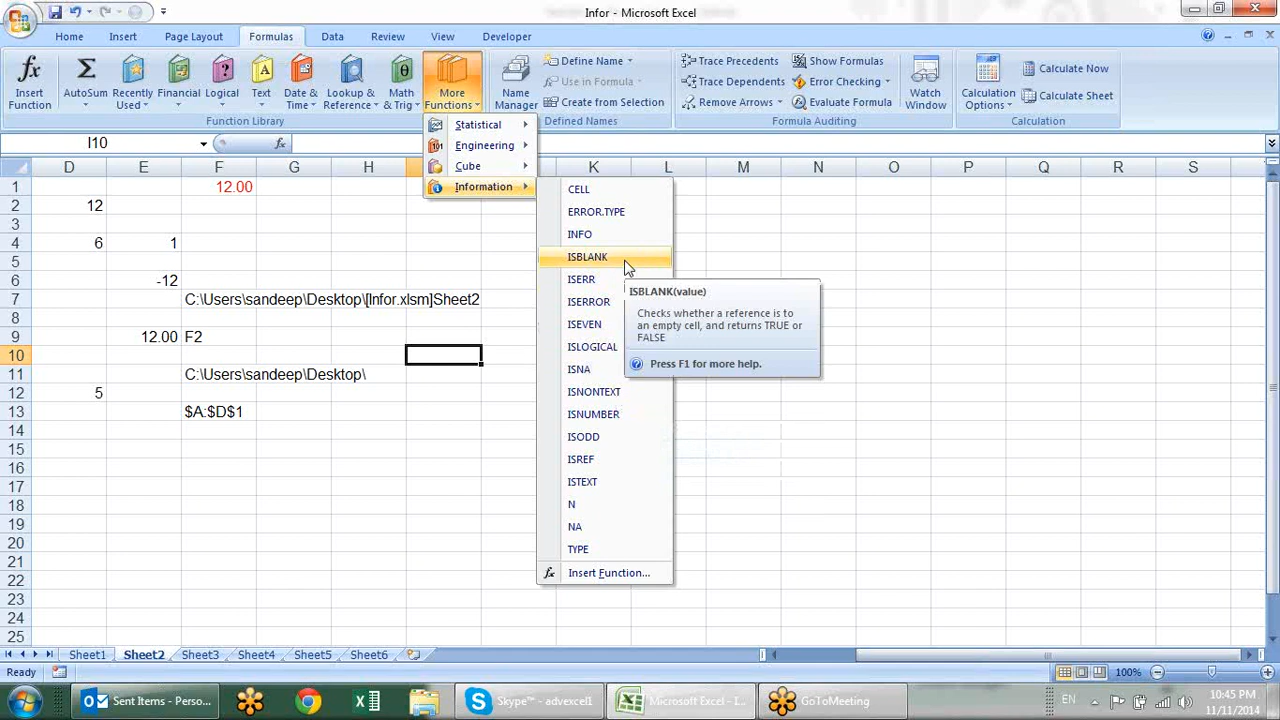 Infor - Microsoft Excel
Home Insert Page Layout Formulas Data Review View Developer
Insert Function
AutoSum
Recently Used
Financial
Logical
Text
Date & Time
Lookup & Reference
Math & Trig
More Functions
Function Library
Name Manager
Define Name
Use in Formula
Create from Selection
Defined Names
Trace Precedents
Trace Dependents
Remove Arrows
Show Formulas
Error Checking
Evaluate Formula
Formula Auditing
Watch Window
Calculation Options
Calculate Now
Calculate Sheet
Calculation
I10
fx
Statistical
Engineering
Cube
Information
CELL
ERROR.TYPE
INFO
ISBLANK
ISERR
ISERROR
ISEVEN
ISLOGICAL
ISNA
ISNONTEXT
ISNUMBER
ISODD
ISREF
ISTEXT
N
NA
TYPE
fx Insert Function...
ISBLANK(value)
Checks whether a reference is to
an empty cell, and returns TRUE or
FALSE
Press F1 for more help.
D E F G H K L M N O P Q R S
1 12.00
2 12
3
4 6 1
5
6 -12
7 C:\Users\sandeep\Desktop\[Infor.xlsm]Sheet2
8
9 12.00 F2
10
11 C:\Users\sandeep\Desktop\
12 5
13 $A:$D$1
14
15
16
17
18
19
20
21
22
23
24
25
Sheet1 Sheet2 Sheet3 Sheet4 Sheet5 Sheet6
Ready
100%
Sent Items - Perso...
Skype™ - advexcell
Microsoft Excel - I...
GoToMeeting
EN
10:45 PM
11/11/2014